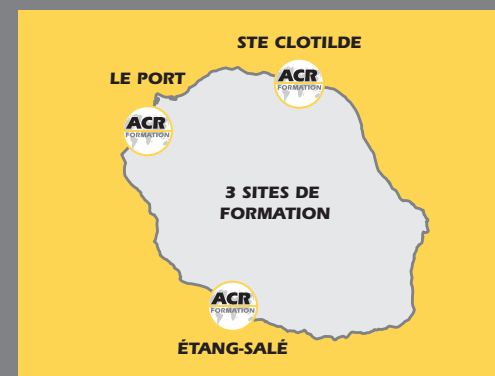 STE CLOTILDE
LE PORT
ACR
FORMATION
ACR
FORMATION
3 SITES DE
FORMATION
ACR
FORMATION
ÉTANG-SALÉ